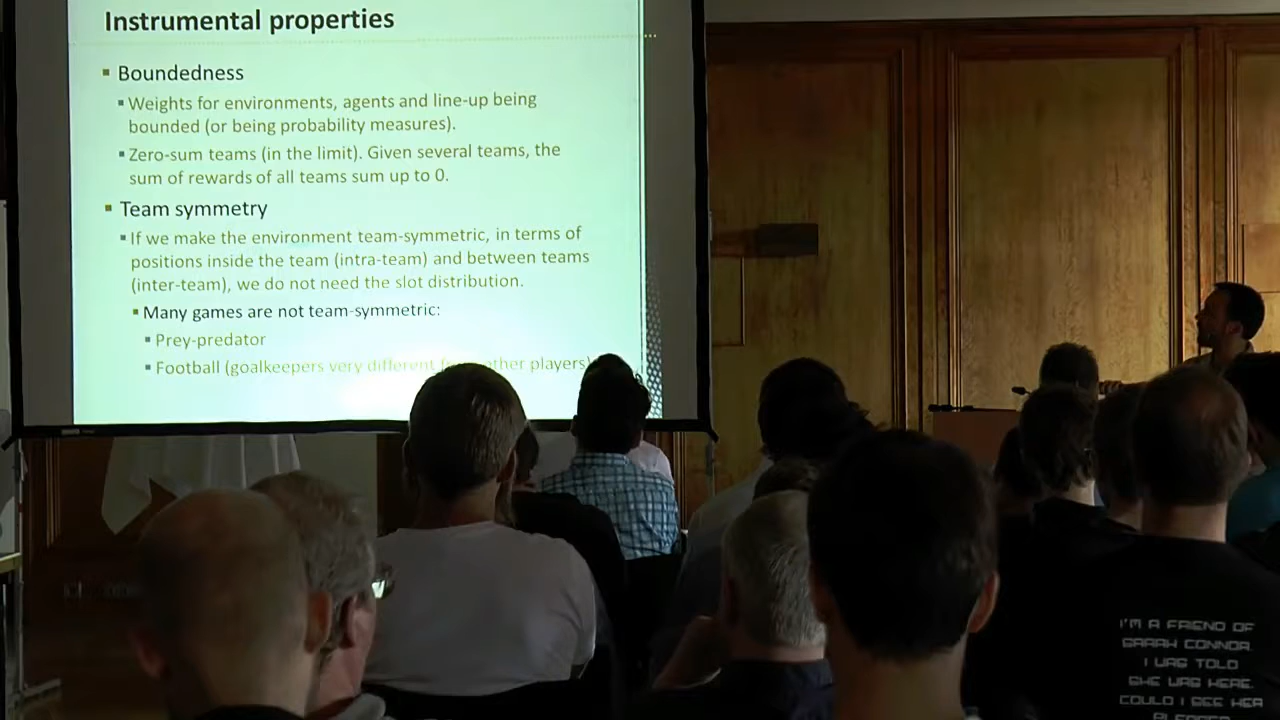 Instrumental properties
Boundedness
Weights for environments, agents and line-up being
bounded (or being probability measures).
Zero-sum teams (in the limit). Given several teams, the
sum of rewards of all teams sum up to 0.
Team symmetry
If we make the environment team-symmetric, in terms of
positions inside the team (intra-team) and between teams
(inter-team), we do not need the slot distribution.
Many games are not team-symmetric:
Prey-predator
Football (goalkeepers very different from other players)
I'M A FRIEND OF
SARAH CONNOR.
I WAS TOLD
SHE WAS HERE.
COULD I SEE HER